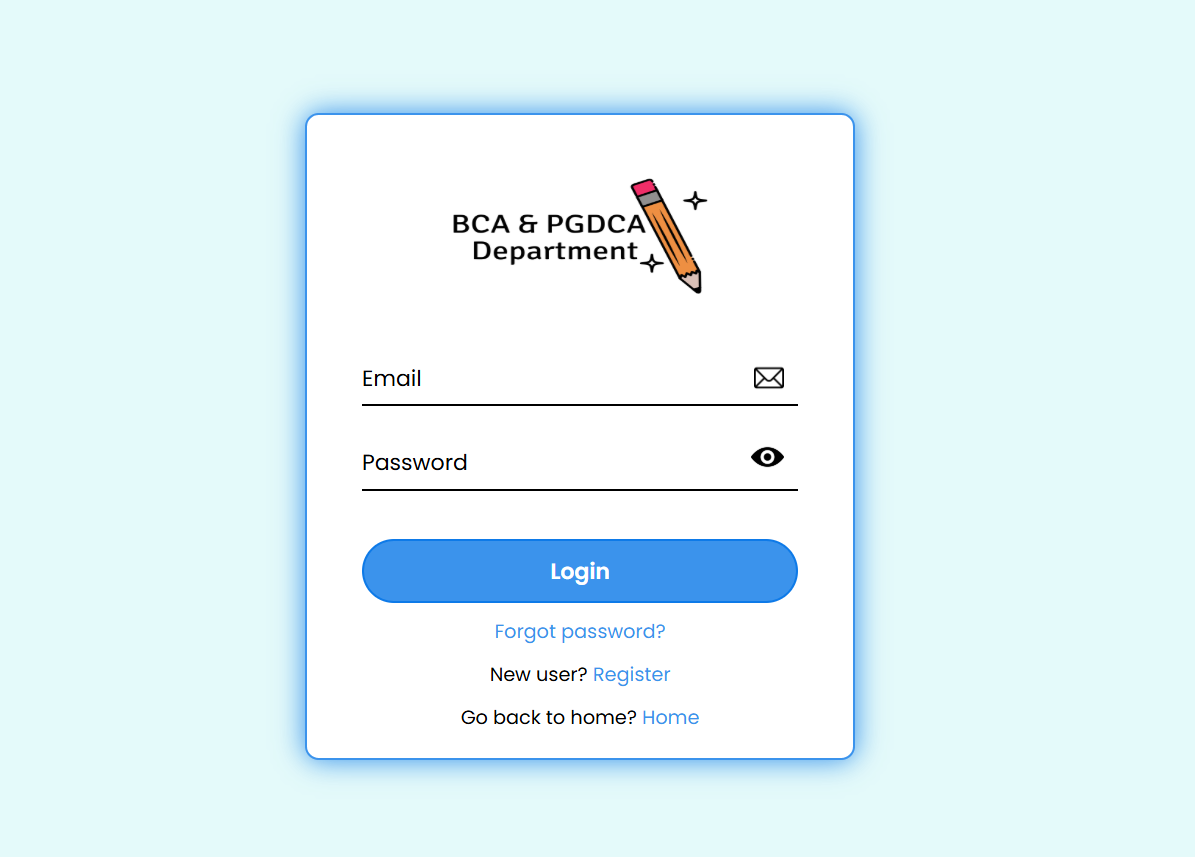 BCA & PGDCA
Department
Email
Password
Login
Forgot password?
New user? Register
Go back to home? Home